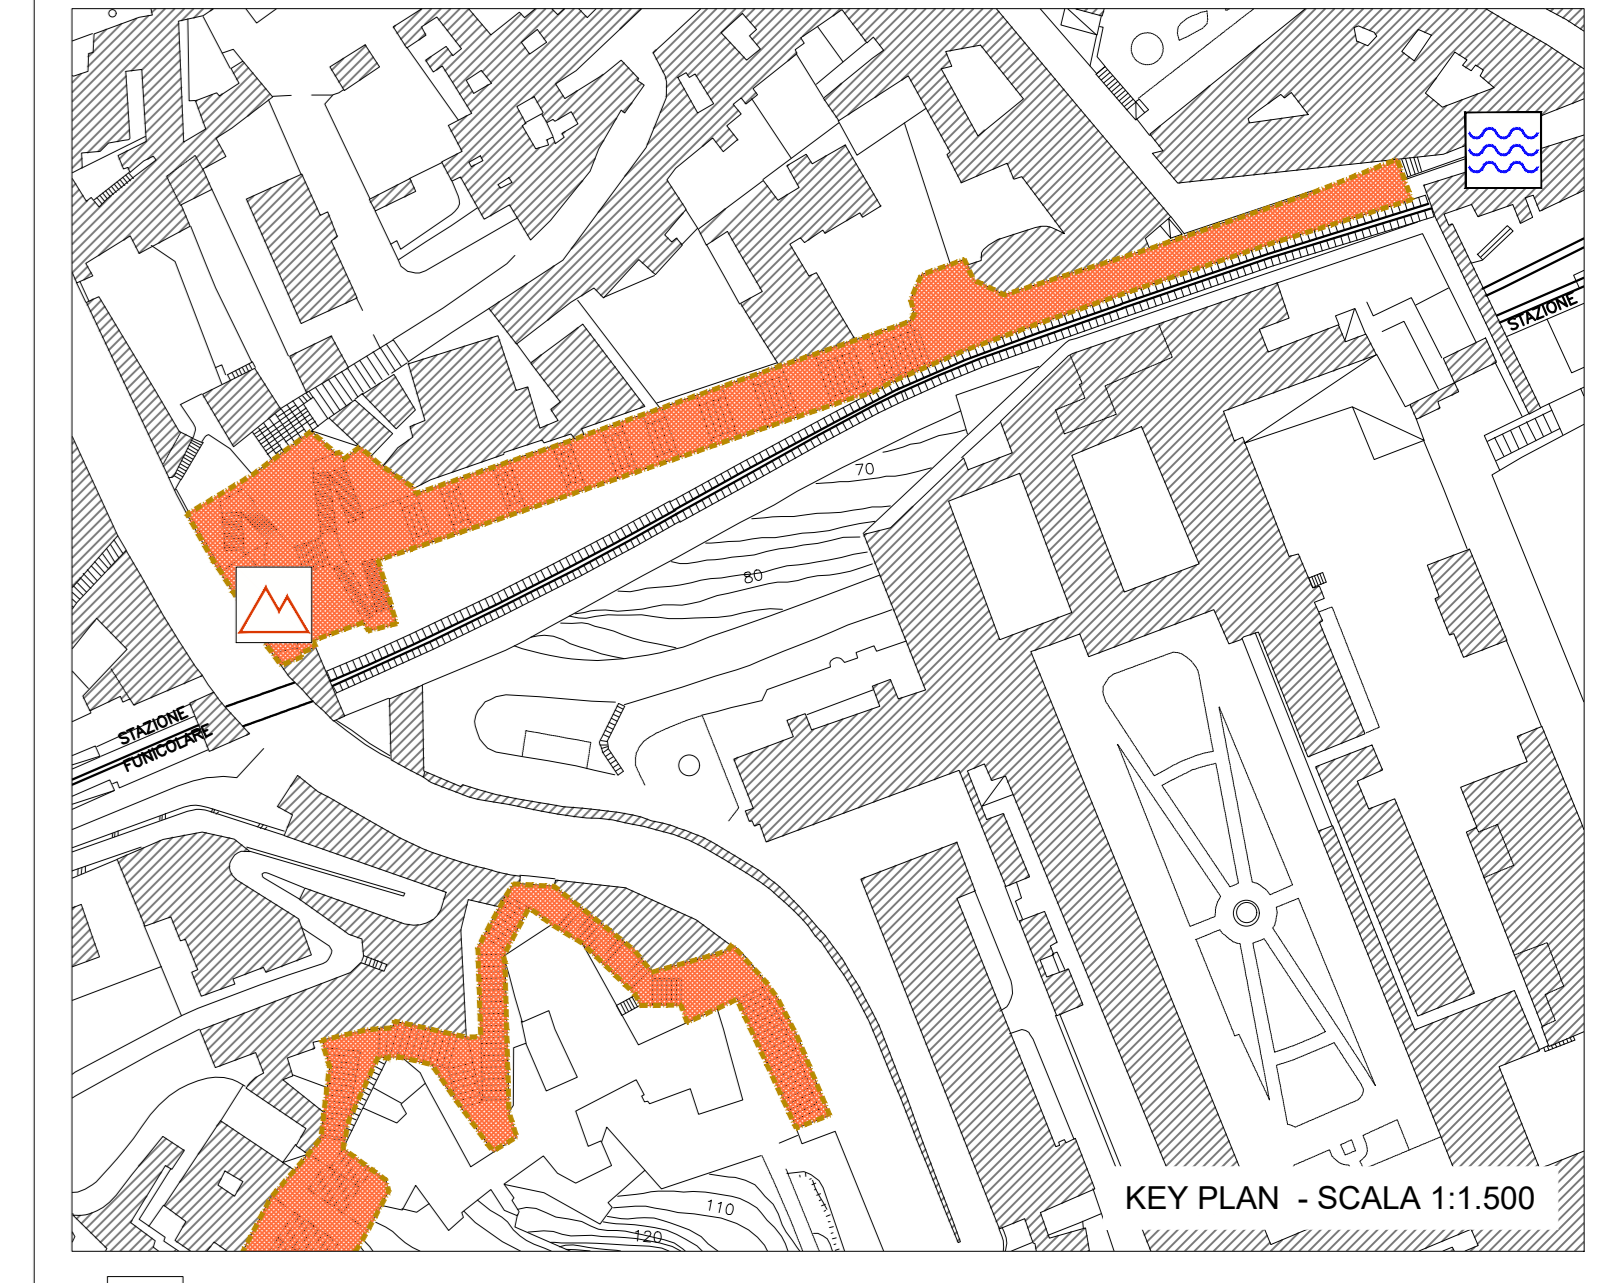 STAZIONE
70
80
STAZIONE
FUNICOLARE
110
120
KEY PLAN - SCALA 1:1.500